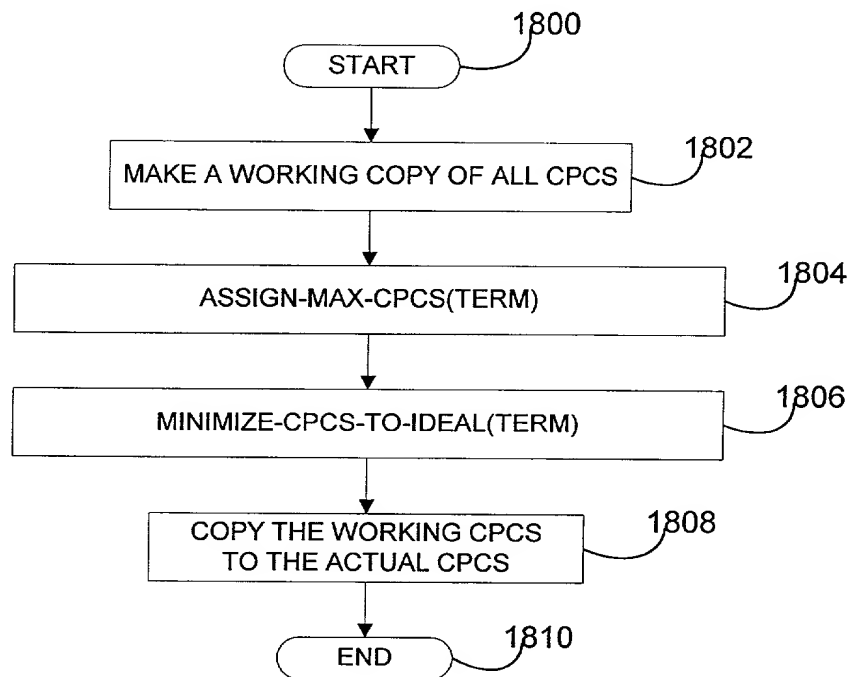 1800
START
1802
MAKE A WORKING COPY OF ALL CPCS
1804
ASSIGN-MAX-CPCS(TERM)
1806
MINIMIZE-CPCS-TO-IDEAL(TERM)
1808
COPY THE WORKING CPCS
TO THE ACTUAL CPCS
1810
END